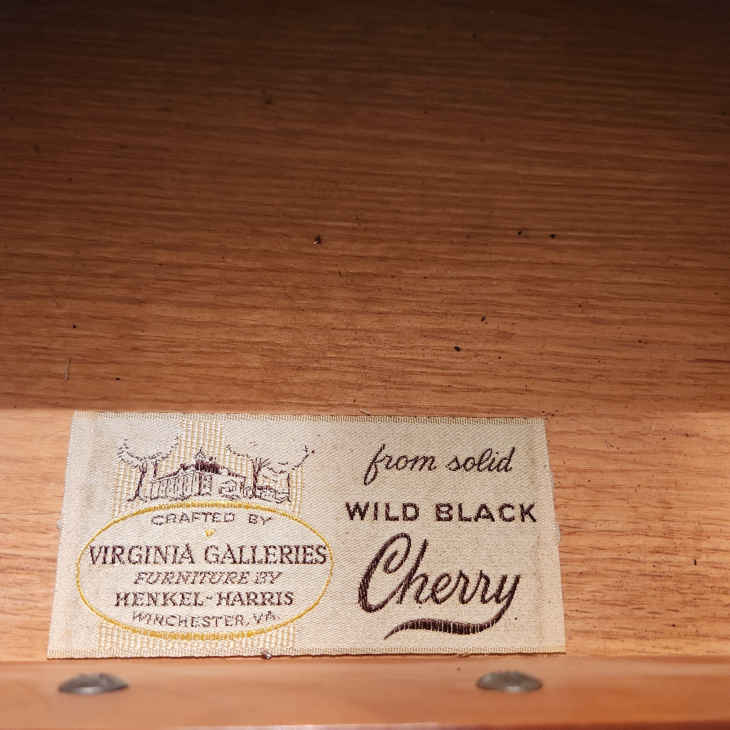 CRAFTED BY
VIRGINIA GALLERIES
FURNITURE BY
HENKEL-HARRIS
WINCHESTER, VA.
from solid
WILD BLACK
Cherry